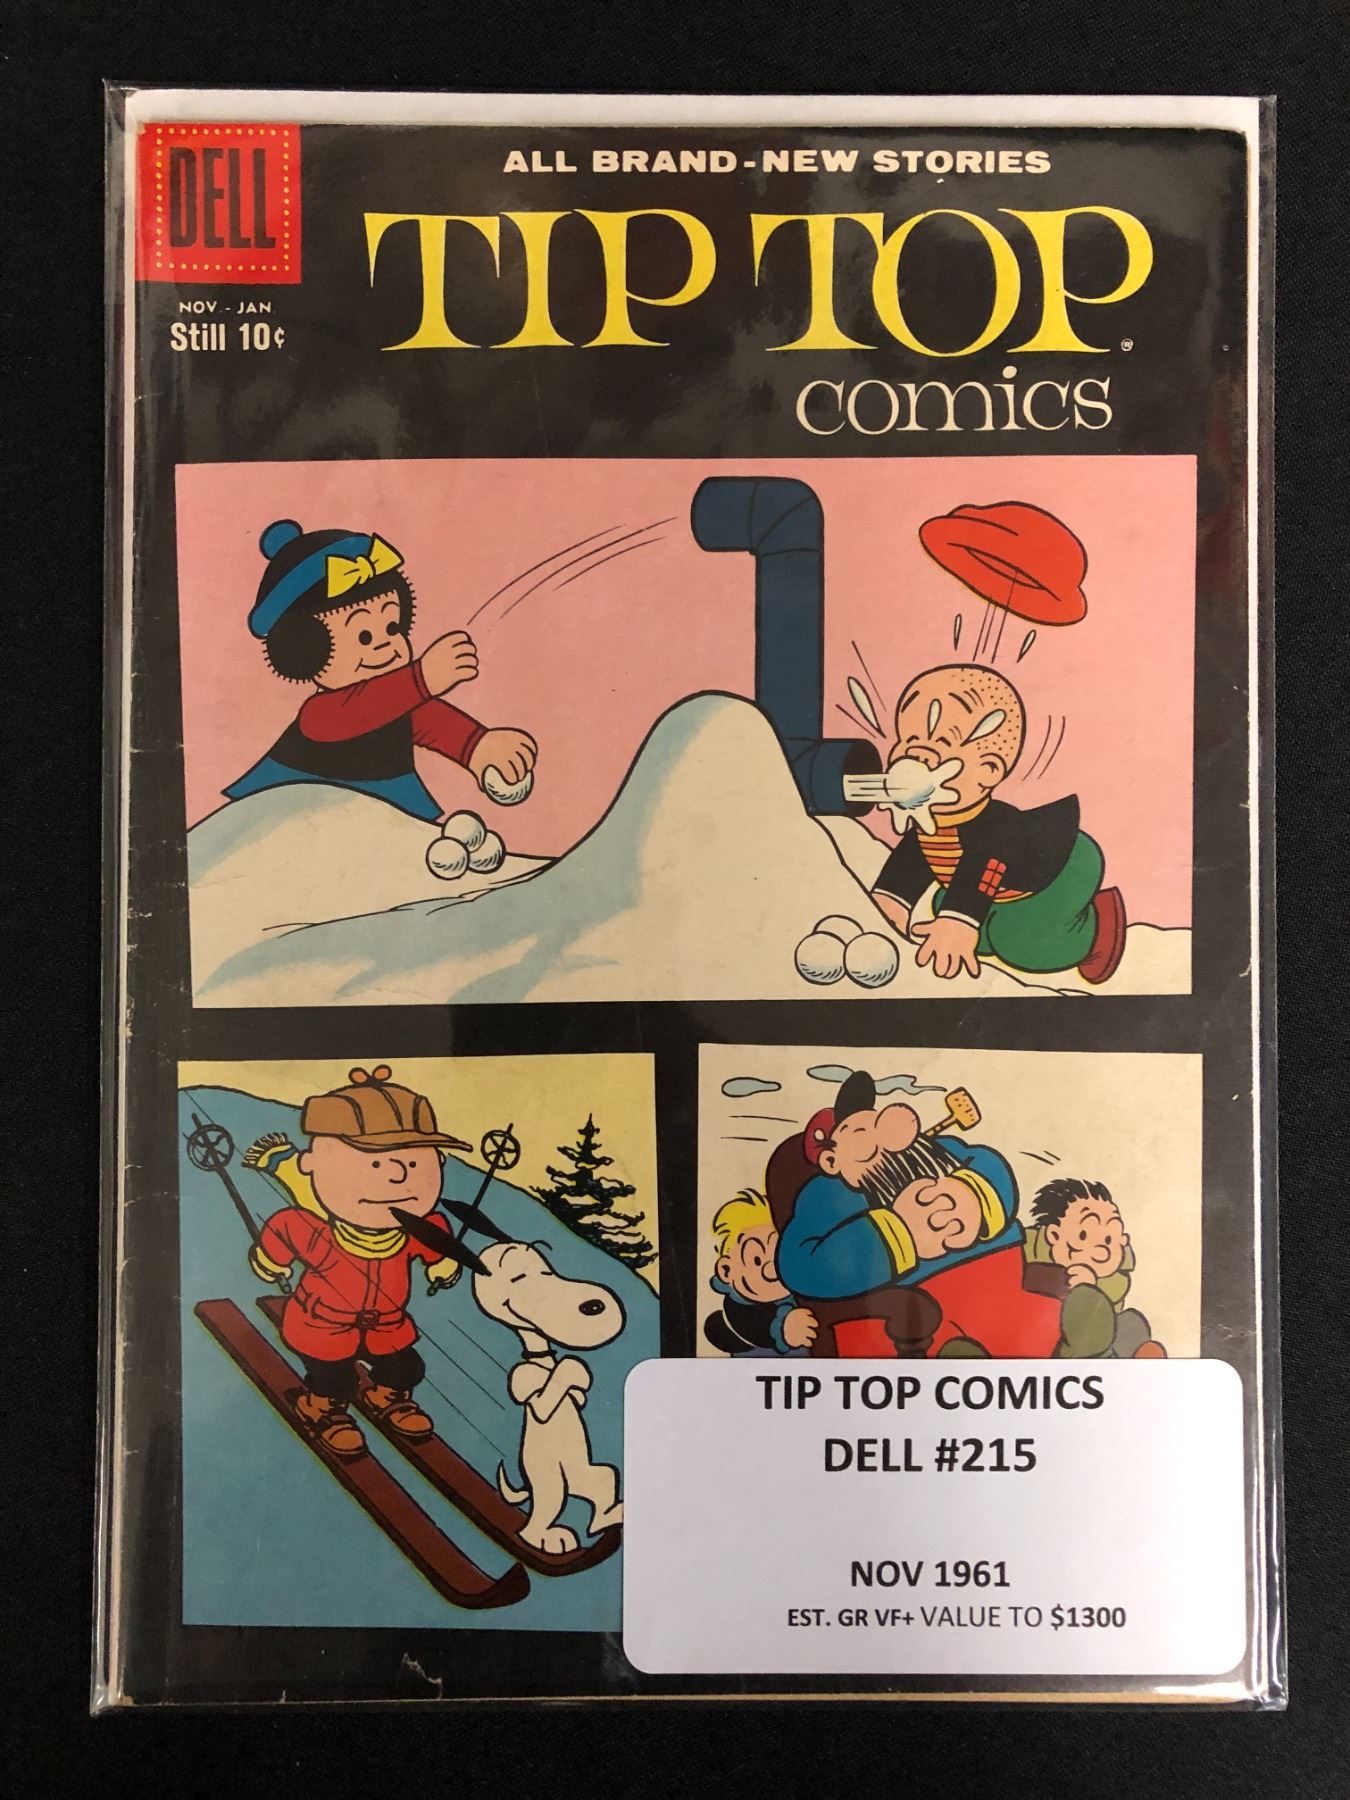 DELL
ALL BRAND-NEW STORIES
TIP TOP
comics
NOV.-JAN.
Still 10¢
TIP TOP COMICS
DELL #215
NOV 1961
EST. GR VF+ VALUE TO $1300